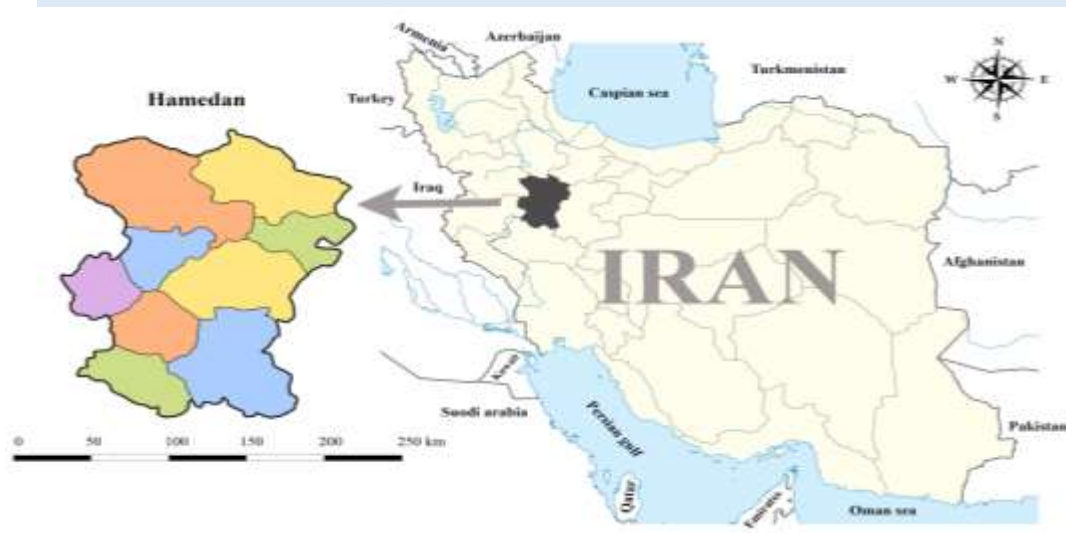 Armenia
Azerbaijan
N
W E
S
Turkmenistan
Caspian sea
Turkey
Hamedan
Iraq
IRAN
Afghanistan
Kuwait
Suodi arabia
Persian gulf
Pakistan
0 50 100 150 200 250 km
Qatar
Emirates
Oman sea